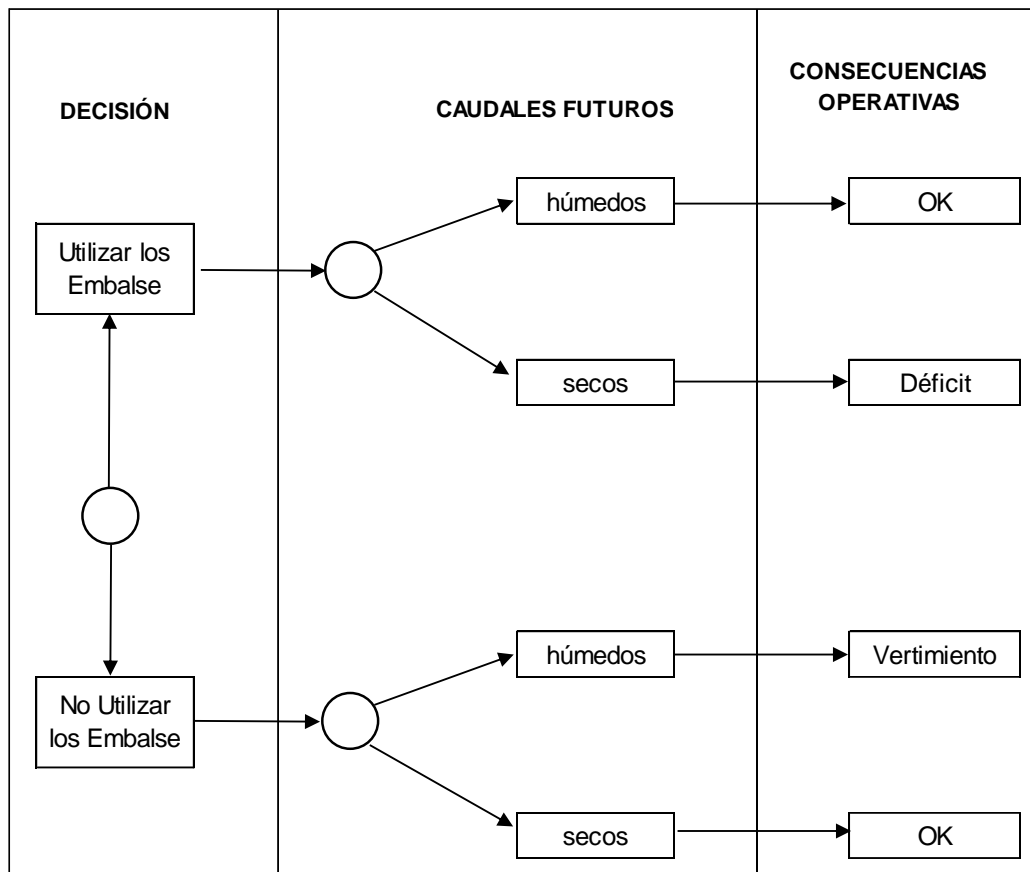 DECISIÓN
CAUDALES FUTUROS
CONSECUENCIAS
OPERATIVAS
Utilizar los
Embalse
húmedos
OK
secos
Déficit
No Utilizar
los Embalse
húmedos
Vertimiento
secos
OK